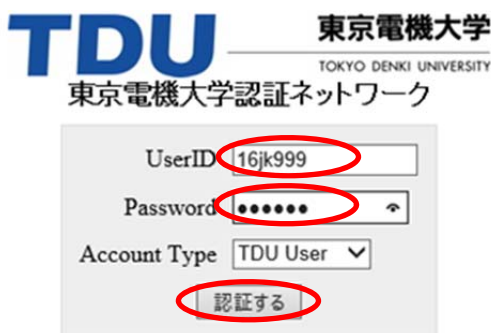 TDU 東京電機大学
TOKYO DENKI UNIVERSITY
東京電機大学認証ネットワーク
UserID 16jk999
Password ●●●●●●
Account Type TDU User
認証する